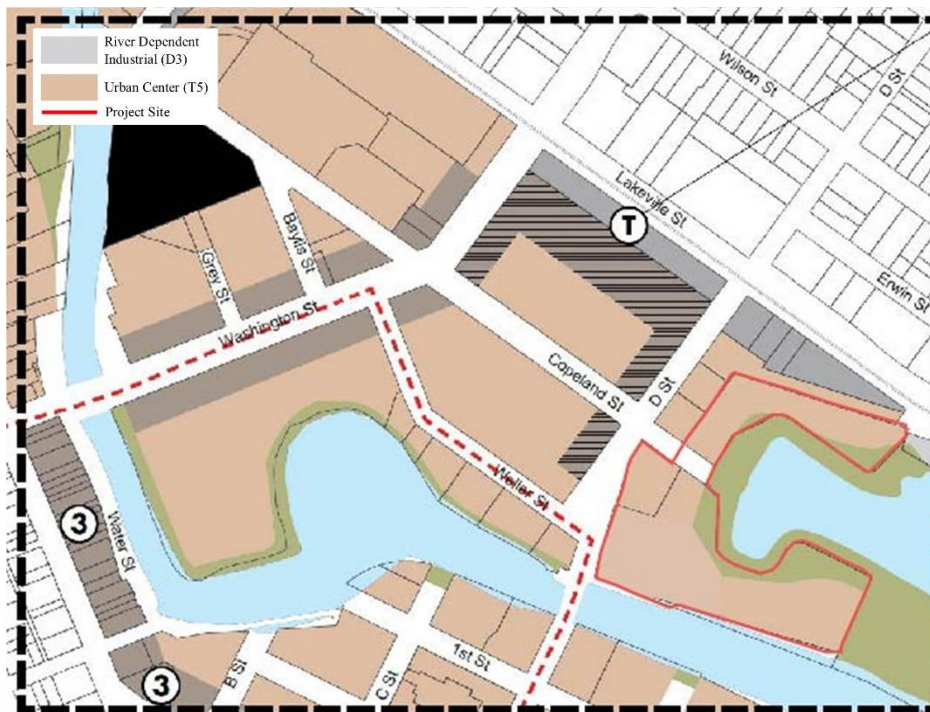 River Dependent
Industrial (D3)
Urban Center (T5)
Project Site
Wilson St
D St
Lakeville St
T
Erwin St
Baylis St
Grey St
Washington St
Copeland St
D St
Weller St
3
Water St
1st St
3
B St
C St